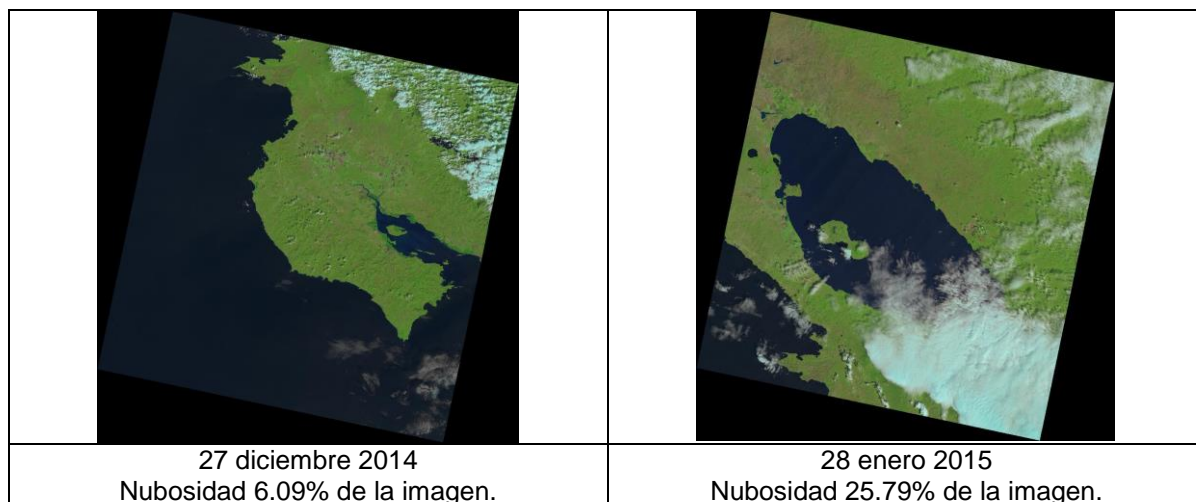 27 diciembre 2014
Nubosidad 6.09% de la imagen.
28 enero 2015
Nubosidad 25.79% de la imagen.